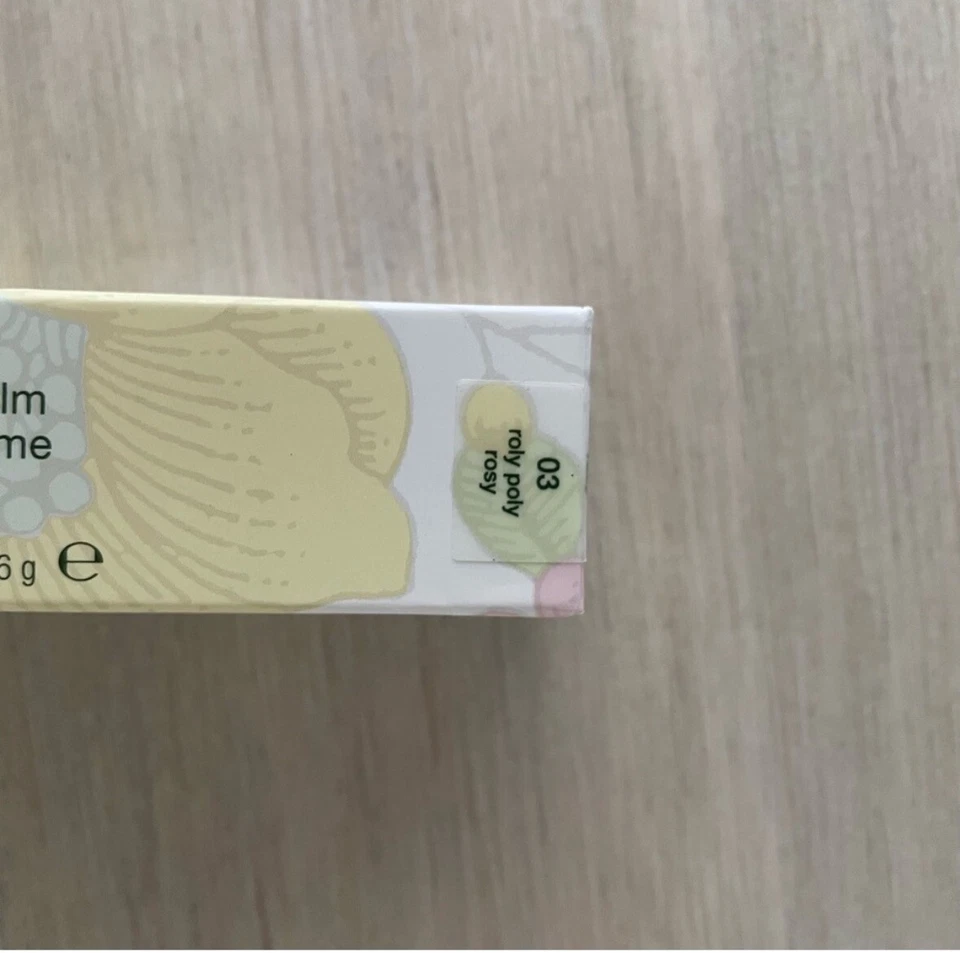 lm
me
6 g ℮
03
roly poly
rosy